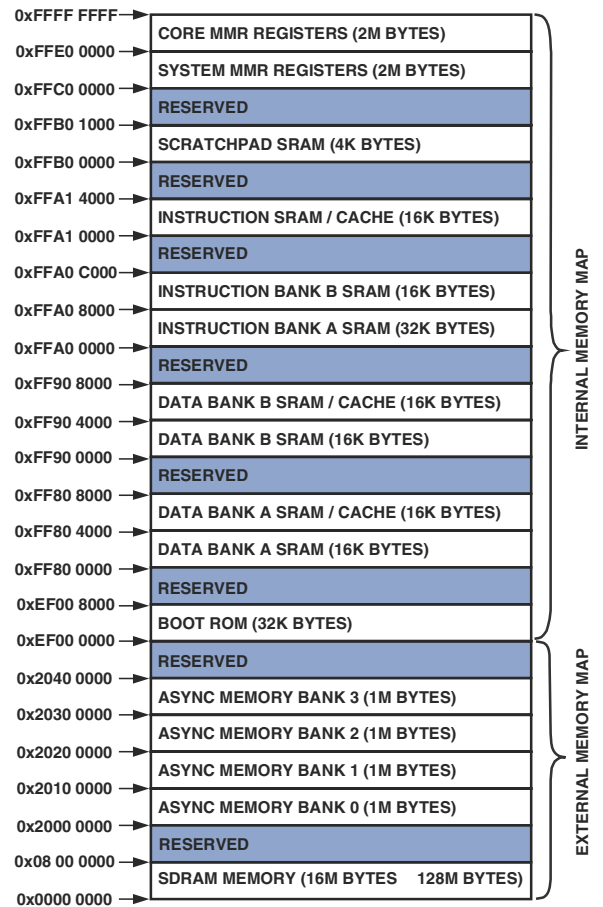 0xFFFF FFFF
CORE MMR REGISTERS (2M BYTES)
0xFFE0 0000
SYSTEM MMR REGISTERS (2M BYTES)
0xFFC0 0000
RESERVED
0xFFB0 1000
SCRATCHPAD SRAM (4K BYTES)
0xFFB0 0000
RESERVED
0xFFA1 4000
INSTRUCTION SRAM / CACHE (16K BYTES)
0xFFA1 0000
RESERVED
0xFFA0 C000
INSTRUCTION BANK B SRAM (16K BYTES)
0xFFA0 8000
INSTRUCTION BANK A SRAM (32K BYTES)
0xFFA0 0000
RESERVED
0xFF90 8000
DATA BANK B SRAM / CACHE (16K BYTES)
0xFF90 4000
DATA BANK B SRAM (16K BYTES)
0xFF90 0000
RESERVED
0xFF80 8000
DATA BANK A SRAM / CACHE (16K BYTES)
0xFF80 4000
DATA BANK A SRAM (16K BYTES)
0xFF80 0000
RESERVED
0xEF00 8000
BOOT ROM (32K BYTES)
0xEF00 0000
RESERVED
0x2040 0000
ASYNC MEMORY BANK 3 (1M BYTES)
0x2030 0000
ASYNC MEMORY BANK 2 (1M BYTES)
0x2020 0000
ASYNC MEMORY BANK 1 (1M BYTES)
0x2010 0000
ASYNC MEMORY BANK 0 (1M BYTES)
0x2000 0000
RESERVED
0x08 00 0000
SDRAM MEMORY (16M BYTES 128M BYTES)
0x0000 0000
INTERNAL MEMORY MAP
EXTERNAL MEMORY MAP